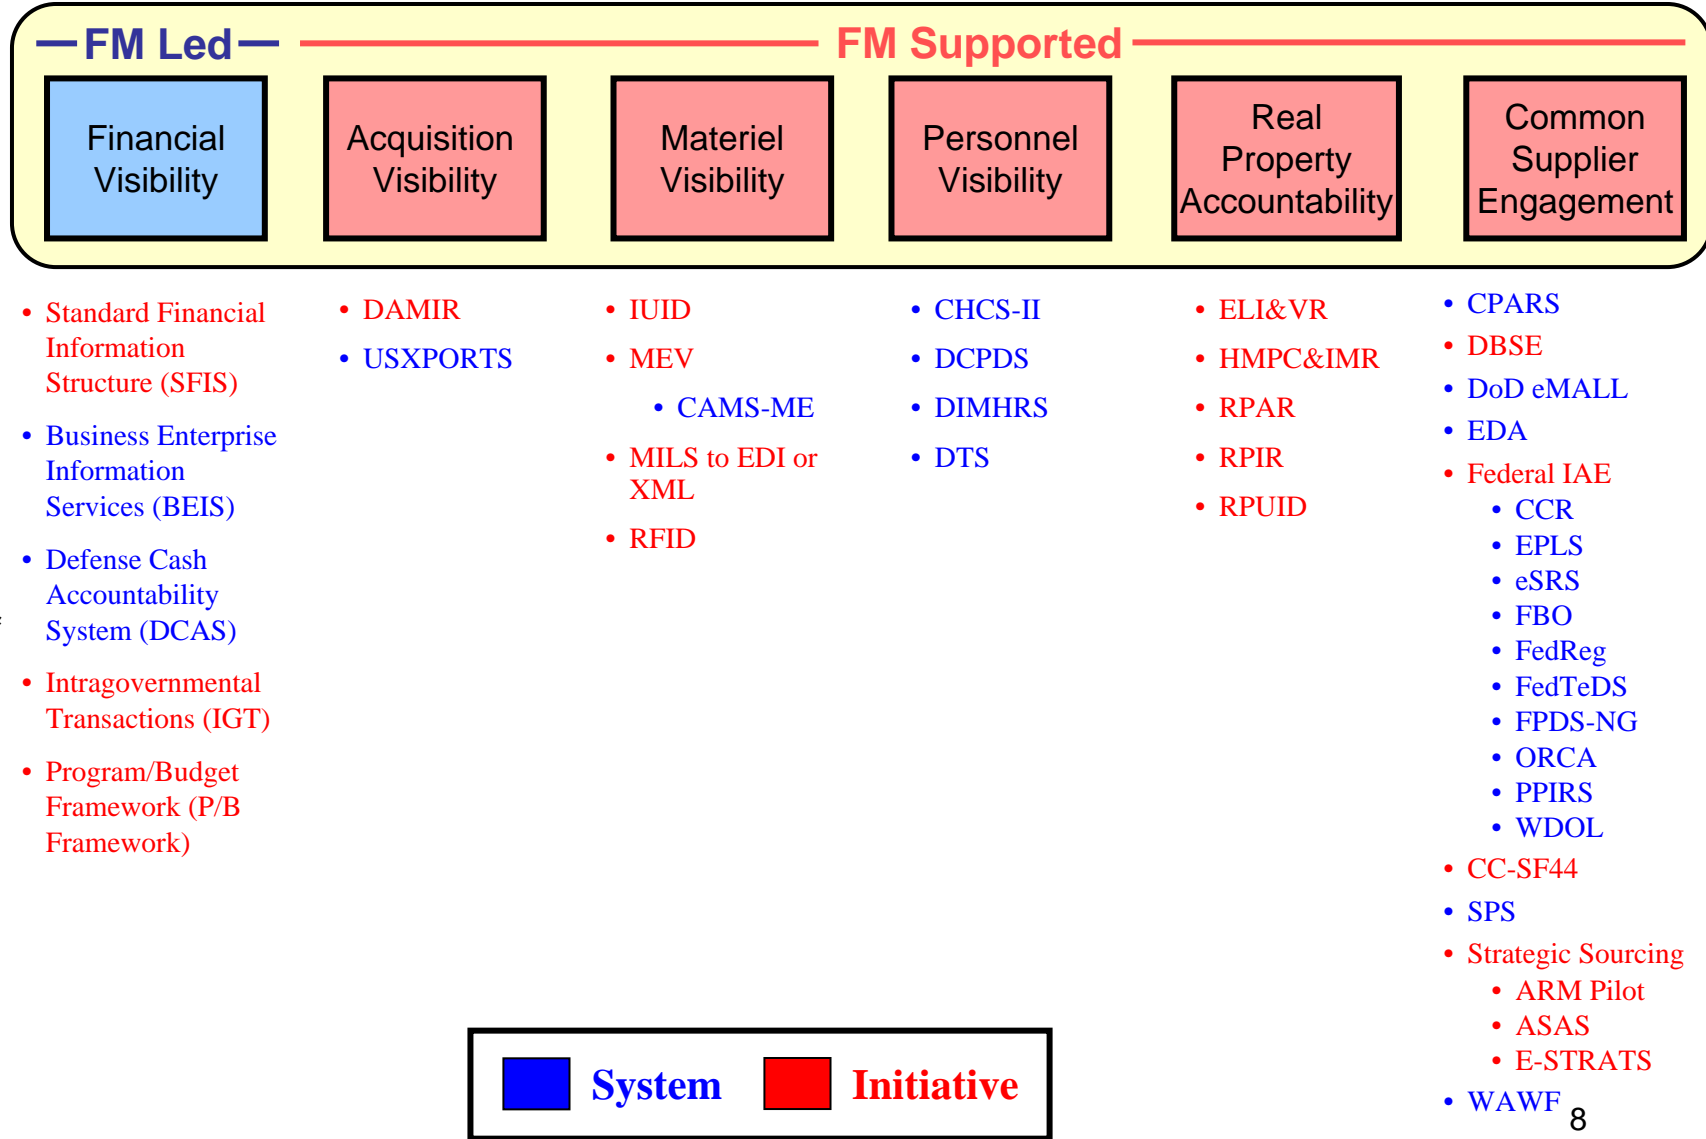 FM Led
FM Supported
Financial
Visibility
Acquisition
Visibility
Materiel
Visibility
Personnel
Visibility
Real
Property
Accountability
Common
Supplier
Engagement
• Standard Financial
Information
Structure (SFIS)
• Business Enterprise
Information
Services (BEIS)
• Defense Cash
Accountability
System (DCAS)
• Intragovernmental
Transactions (IGT)
• Program/Budget
Framework (P/B
Framework)
• DAMIR
• USXPORTS
• IUID
• MEV
• CAMS-ME
• MILS to EDI or
XML
• RFID
• CHCS-II
• DCPDS
• DIMHRS
• DTS
• ELI&VR
• HMPC&IMR
• RPAR
• RPIR
• RPUID
• CPARS
• DBSE
• DoD eMALL
• EDA
• Federal IAE
• CCR
• EPLS
• eSRS
• FBO
• FedReg
• FedTeDS
• FPDS-NG
• ORCA
• PPIRS
• WDOL
• CC-SF44
• SPS
• Strategic Sourcing
• ARM Pilot
• ASAS
• E-STRATS
• WAWF
System
Initiative
8